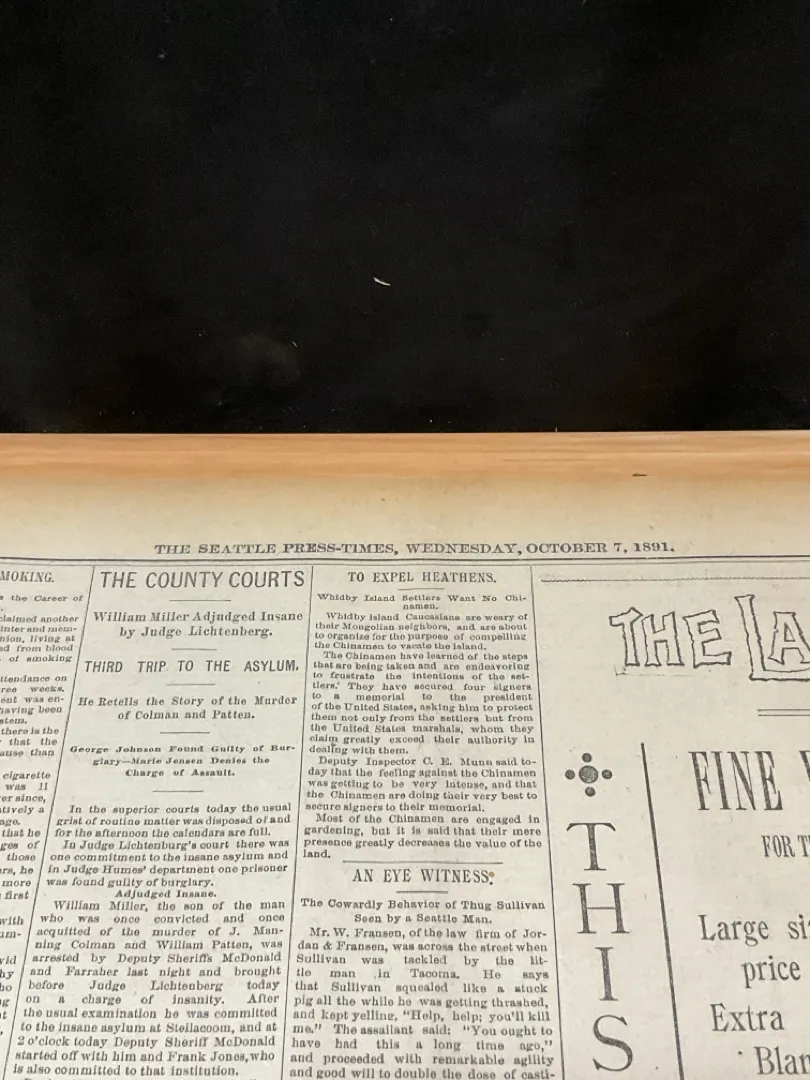 THE SEATTLE PRESS-TIMES, WEDNESDAY, OCTOBER 7, 1891.
MOKING.
s the Career of
claimed another
inter and mem-
nion, living at
ed from blood
t of smoking
ttendance on
ree weeks.
ent was en-
having been
stem.
there is the
that the
ause than
cigarette
was 11
er since,
tively a
age.
that he
ges of
those
rs, he
more
first
with
um-
vid
hy
ho
ng
at
THE COUNTY COURTS
William Miller Adjudged Insane
by Judge Lichtenberg.
THIRD TRIP TO THE ASYLUM.
He Retells the Story of the Murder
of Colman and Patten.
George Johnson Found Guilty of Bur-
glary—Marie Jensen Denies the
Charge of Assault.
In the superior courts today the usual
grist of routine matter was disposed of and
for the afternoon the calendars are full.
In Judge Lichtenburg's court there was
one commitment to the insane asylum and
in Judge Humes' department one prisoner
was found guilty of burglary.
Adjudged Insane.
William Miller, the son of the man
who was once convicted and once
acquitted of the murder of J. Man-
ning Colman and William Patten, was
arrested by Deputy Sheriffs McDonald
and Farraher last night and brought
before Judge Lichtenberg today
on a charge of insanity. After
the usual examination he was committed
to the insane asylum at Steilacoom, and at
2 o'clock today Deputy Sheriff McDonald
started off with him and Frank Jones, who
is also committed to that institution.
TO EXPEL HEATHENS.
Whidby Island Settlers Want No Chi-
namen.
Whidby Island Caucasians are weary of
their Mongolian neighbors, and are about
to organize for the purpose of compelling
the Chinamen to vacate the island.
The Chinamen have learned of the steps
that are being taken and are endeavoring
to frustrate the intentions of the set-
tlers. They have secured four signers
to a memorial to the president
of the United States, asking him to protect
them not only from the settlers but from
the United States marshals, whom they
claim greatly exceed their authority in
dealing with them.
Deputy Inspector C. E. Munn said to-
day that the feeling against the Chinamen
was getting to be very intense, and that
the Chinamen are doing their very best to
secure signers to their memorial.
Most of the Chinamen are engaged in
gardening, but it is said that their mere
presence greatly decreases the value of the
land.
AN EYE WITNESS.
The Cowardly Behavior of Thug Sullivan
Seen by a Seattle Man.
Mr. W. Fransen, of the law firm of Jor-
dan & Fransen, was across the street when
Sullivan was tackled by the lit-
tle man in Tacoma. He says
that Sullivan squealed like a stuck
pig all the while he was getting thrashed,
and kept yelling, "Help, help; you'll kill
me." The assailant said: "You ought to
have had this a long time ago,"
and proceeded with remarkable agility
and good will to double the dose of casti-
THE LA
THIS
FINE
FOR T
Large si
price
Extra
Blan